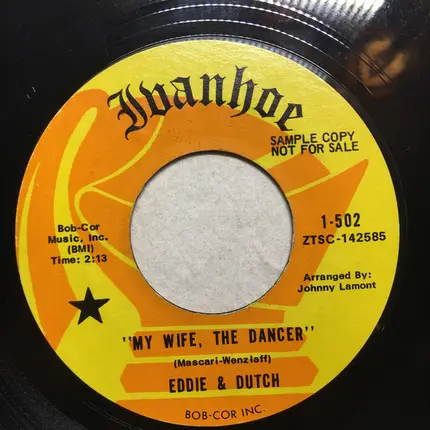 Ivanhoe
SAMPLE COPY
NOT FOR SALE
Bob-Cor
Music, Inc.
(BMI)
Time: 2:13
1-502
ZTSC-142585
Arranged By:
Johnny Lamont
"MY WIFE, THE DANCER"
(Mascari-Wenzlaff)
EDDIE & DUTCH
BOB-COR INC.